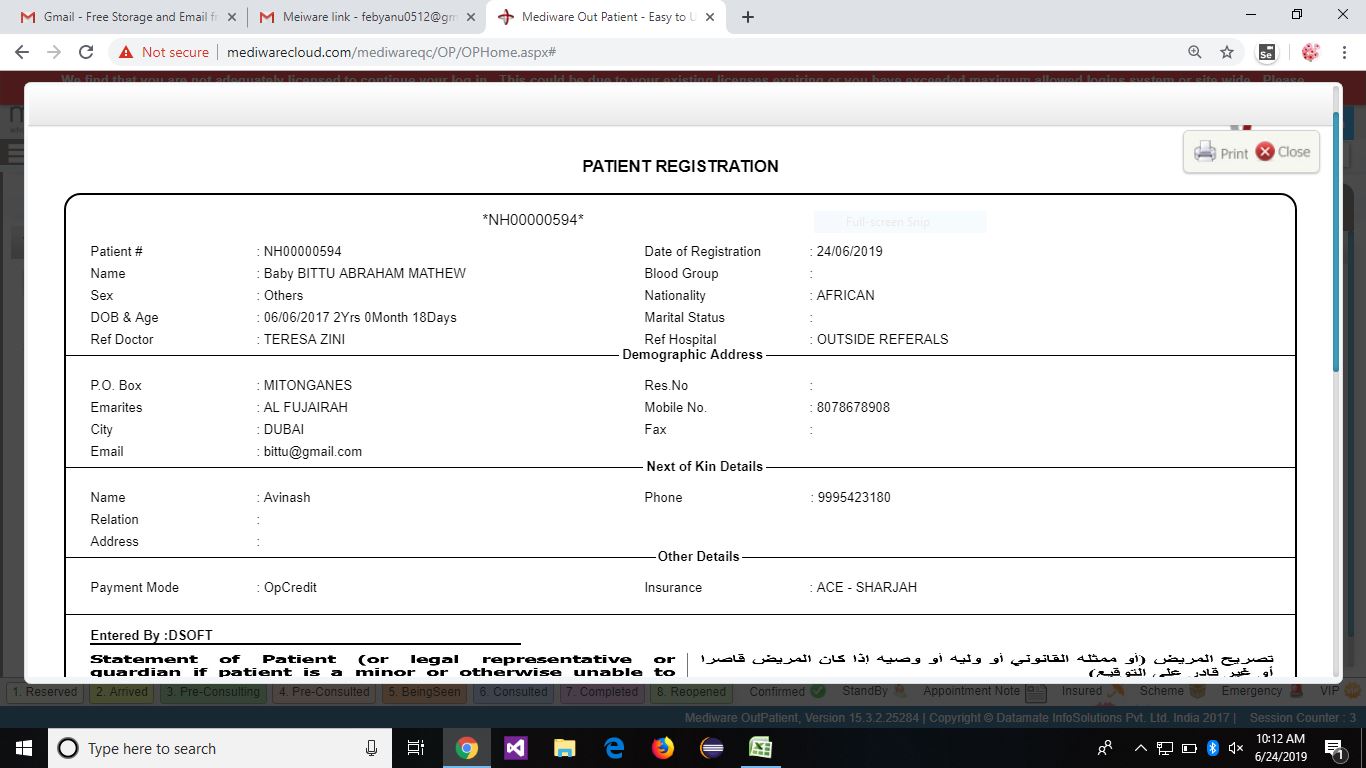 Gmail - Free Storage and Email fr
Meiware link - febyanu0512@gm
Mediware Out Patient - Easy to U
Not secure | mediwarecloud.com/mediwareqc/OP/OPHome.aspx#
We find that you are not adequately licensed to continue your log in. This could be due to your existing licenses expiring or you have exceeded maximum allowed logins system or site wide. Please
Print Close
PATIENT REGISTRATION
*NH00000594*
Full-screen Snip
Patient # : NH00000594 Date of Registration : 24/06/2019
Name : Baby BITTU ABRAHAM MATHEW Blood Group :
Sex : Others Nationality : AFRICAN
DOB & Age : 06/06/2017 2Yrs 0Month 18Days Marital Status :
Ref Doctor : TERESA ZINI Ref Hospital : OUTSIDE REFERALS
Demographic Address
P.O. Box : MITONGANES Res.No :
Emarites : AL FUJAIRAH Mobile No. : 8078678908
City : DUBAI Fax :
Email : bittu@gmail.com
Next of Kin Details
Name : Avinash Phone : 9995423180
Relation :
Address :
Other Details
Payment Mode : OpCredit Insurance : ACE - SHARJAH
Entered By :DSOFT
Statement of Patient (or legal representative or تصريح المريض (أو ممثله القانوني أو وليه أو وصيه اذا كان المريض قاصرا
guardian if patient is a minor or otherwise unable to أو غير قادر على التوقيع)
1. Reserved 2. Arrived 3. Pre-Consulting 4. Pre-Consulted 5. BeingSeen 6. Consulted 7. Completed 8. Reopened Confirmed StandBy Appointment Note Insured Scheme Emergency VIP
Mediware OutPatient, Version 15.3.2.25284 | Copyright © Datamate InfoSolutions Pvt. Ltd. India 2017 | Session Counter : 3
Type here to search
10:12 AM
6/24/2019
1